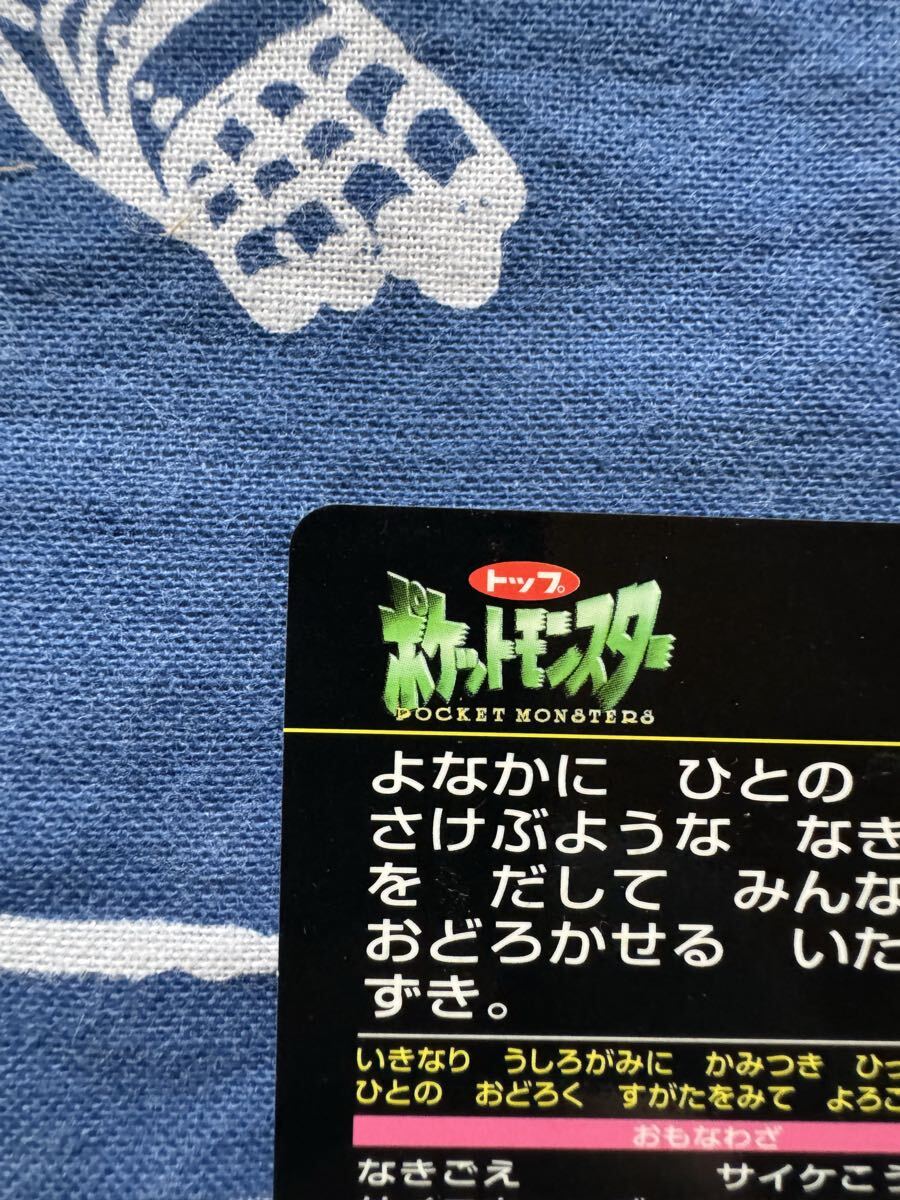 トップ
ポケットモンスター
POCKET MONSTERS
よなかに ひとの
さけぶような なき
を だして みんな
おどろかせる いた
ずき。
いきなり うしろがみに かみつき ひっ
ひとの おどろく すがたをみて よろこ
おもなわざ
なきごえ サイケこう